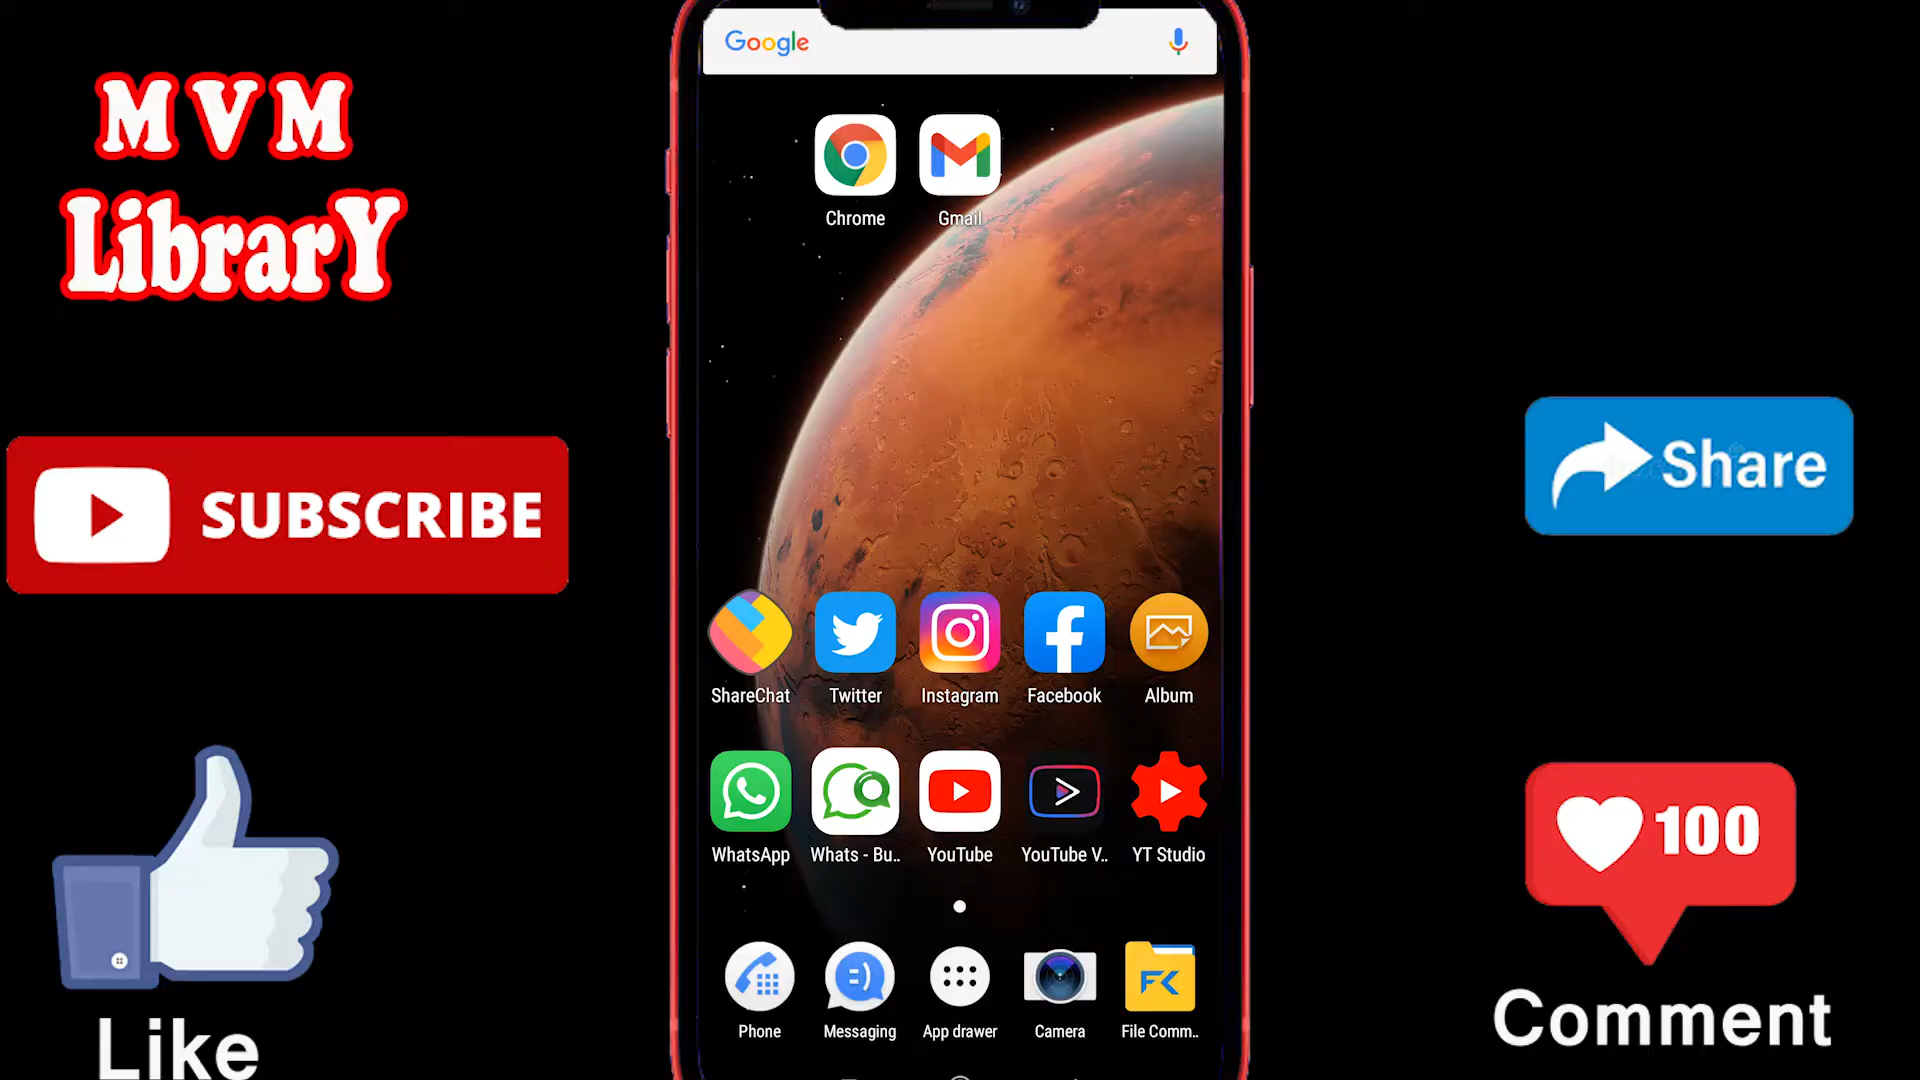 M V M
LibrarY
SUBSCRIBE
Like
Google
Chrome
Gmail
ShareChat
Twitter
Instagram
Facebook
Album
WhatsApp
Whats - Bu..
YouTube
YouTube V..
YT Studio
Phone
Messaging
App drawer
Camera
FK
File Comm..
Share
100
Comment